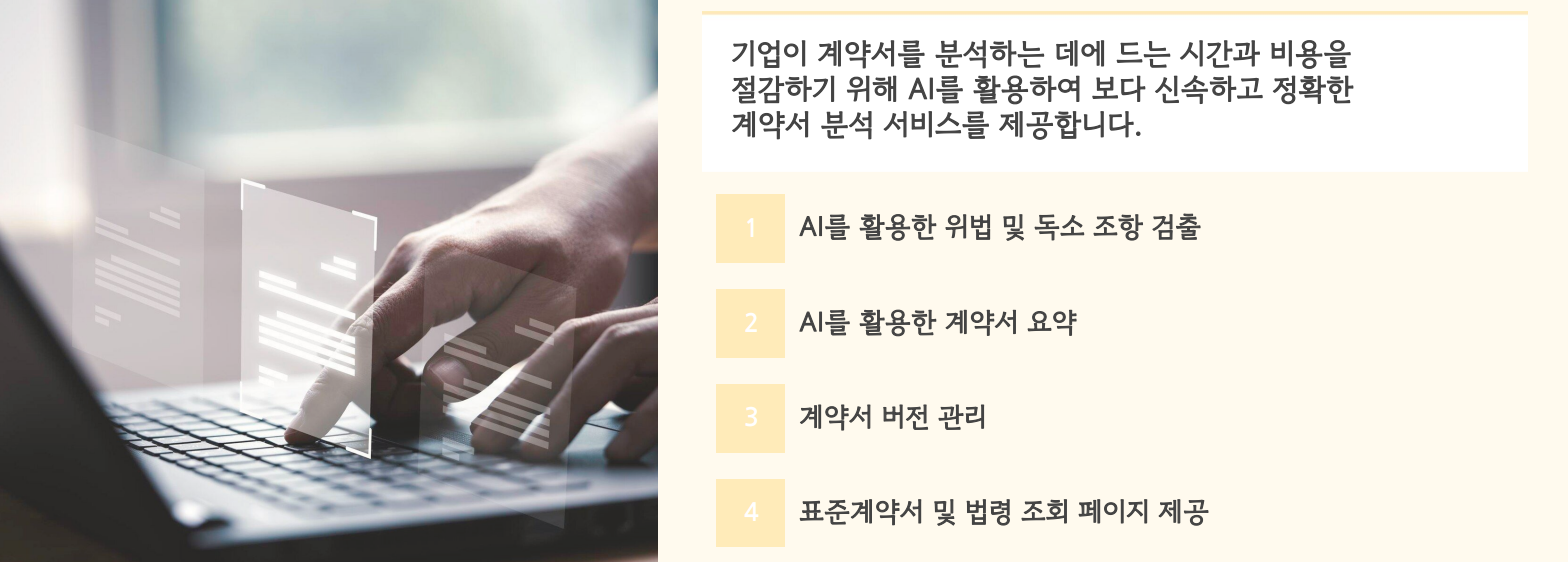 기업이 계약서를 분석하는 데에 드는 시간과 비용을
절감하기 위해 AI를 활용하여 보다 신속하고 정확한
계약서 분석 서비스를 제공합니다.
1 AI를 활용한 위법 및 독소 조항 검출
2 AI를 활용한 계약서 요약
3 계약서 버전 관리
4 표준계약서 및 법령 조회 페이지 제공